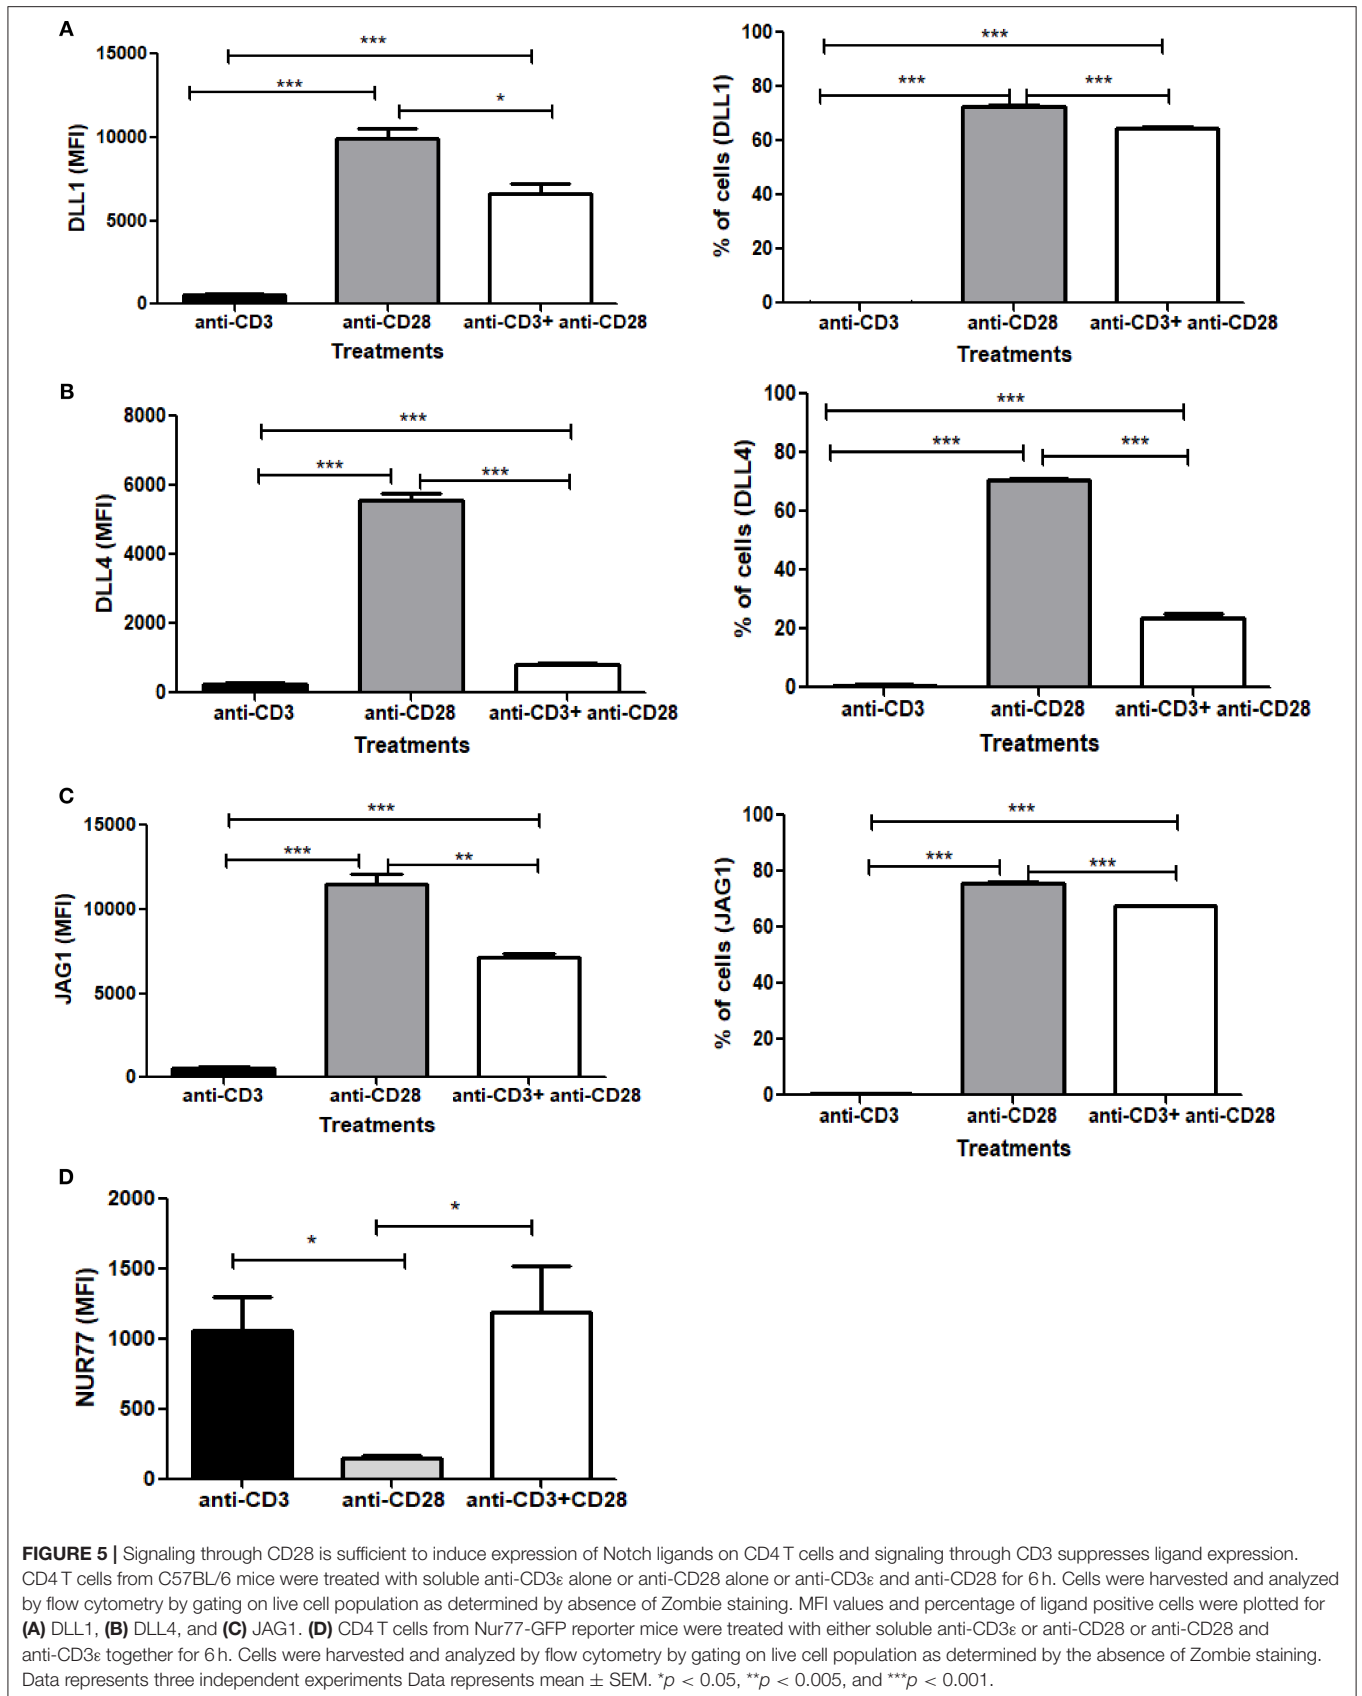 A
15000
10000
5000
0
DLL1 (MFI)
***
***
*
anti-CD3 anti-CD28 anti-CD3+ anti-CD28
Treatments
100
80
60
40
20
0
% of cells (DLL1)
***
***
***
anti-CD3 anti-CD28 anti-CD3+ anti-CD28
Treatments
B
8000
6000
4000
2000
0
DLL4 (MFI)
***
***
***
anti-CD3 anti-CD28 anti-CD3+ anti-CD28
Treatments
100
80
60
40
20
0
% of cells (DLL4)
***
***
***
anti-CD3 anti-CD28 anti-CD3+ anti-CD28
Treatments
C
15000
10000
5000
0
JAG1 (MFI)
***
***
**
anti-CD3 anti-CD28 anti-CD3+ anti-CD28
Treatments
100
80
60
40
20
0
% of cells (JAG1)
***
***
***
anti-CD3 anti-CD28 anti-CD3+ anti-CD28
Treatments
D
2000
1500
1000
500
0
NUR77 (MFI)
*
*
anti-CD3 anti-CD28 anti-CD3+CD28
FIGURE 5 | Signaling through CD28 is sufficient to induce expression of Notch ligands on CD4 T cells and signaling through CD3 suppresses ligand expression.
CD4 T cells from C57BL/6 mice were treated with soluble anti-CD3ε alone or anti-CD28 alone or anti-CD3ε and anti-CD28 for 6 h. Cells were harvested and analyzed
by flow cytometry by gating on live cell population as determined by absence of Zombie staining. MFI values and percentage of ligand positive cells were plotted for
(A) DLL1, (B) DLL4, and (C) JAG1. (D) CD4 T cells from Nur77-GFP reporter mice were treated with either soluble anti-CD3ε or anti-CD28 or anti-CD28 and
anti-CD3ε together for 6 h. Cells were harvested and analyzed by flow cytometry by gating on live cell population as determined by the absence of Zombie staining.
Data represents three independent experiments Data represents mean ± SEM. *p < 0.05, **p < 0.005, and ***p < 0.001.